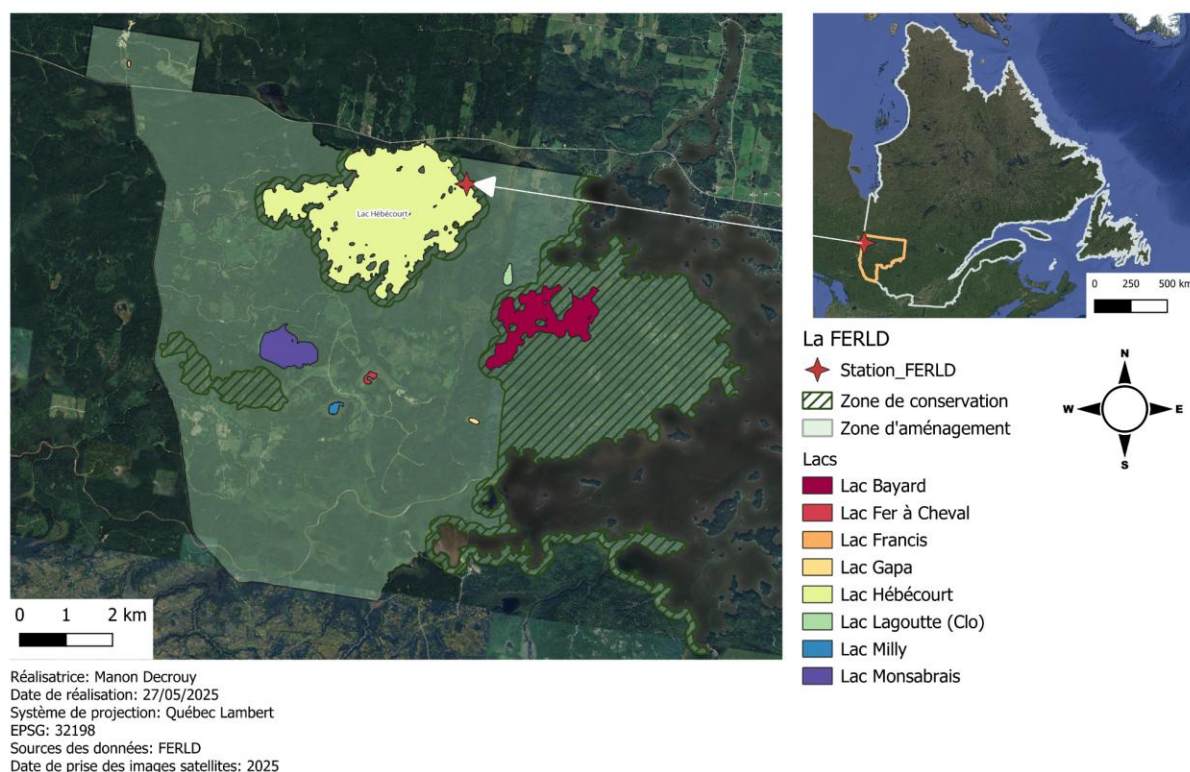 Lac Hébécourt
0 1 2 km
Réalisatrice: Manon Decrouy
Date de réalisation: 27/05/2025
Système de projection: Québec Lambert
EPSG: 32198
Sources des données: FERLD
Date de prise des images satellites: 2025
0 250 500 km
La FERLD
Station_FERLD
Zone de conservation
Zone d'aménagement
Lacs
Lac Bayard
Lac Fer à Cheval
Lac Francis
Lac Gapa
Lac Hébécourt
Lac Lagoutte (Clo)
Lac Milly
Lac Monsabrais
N
W E
S